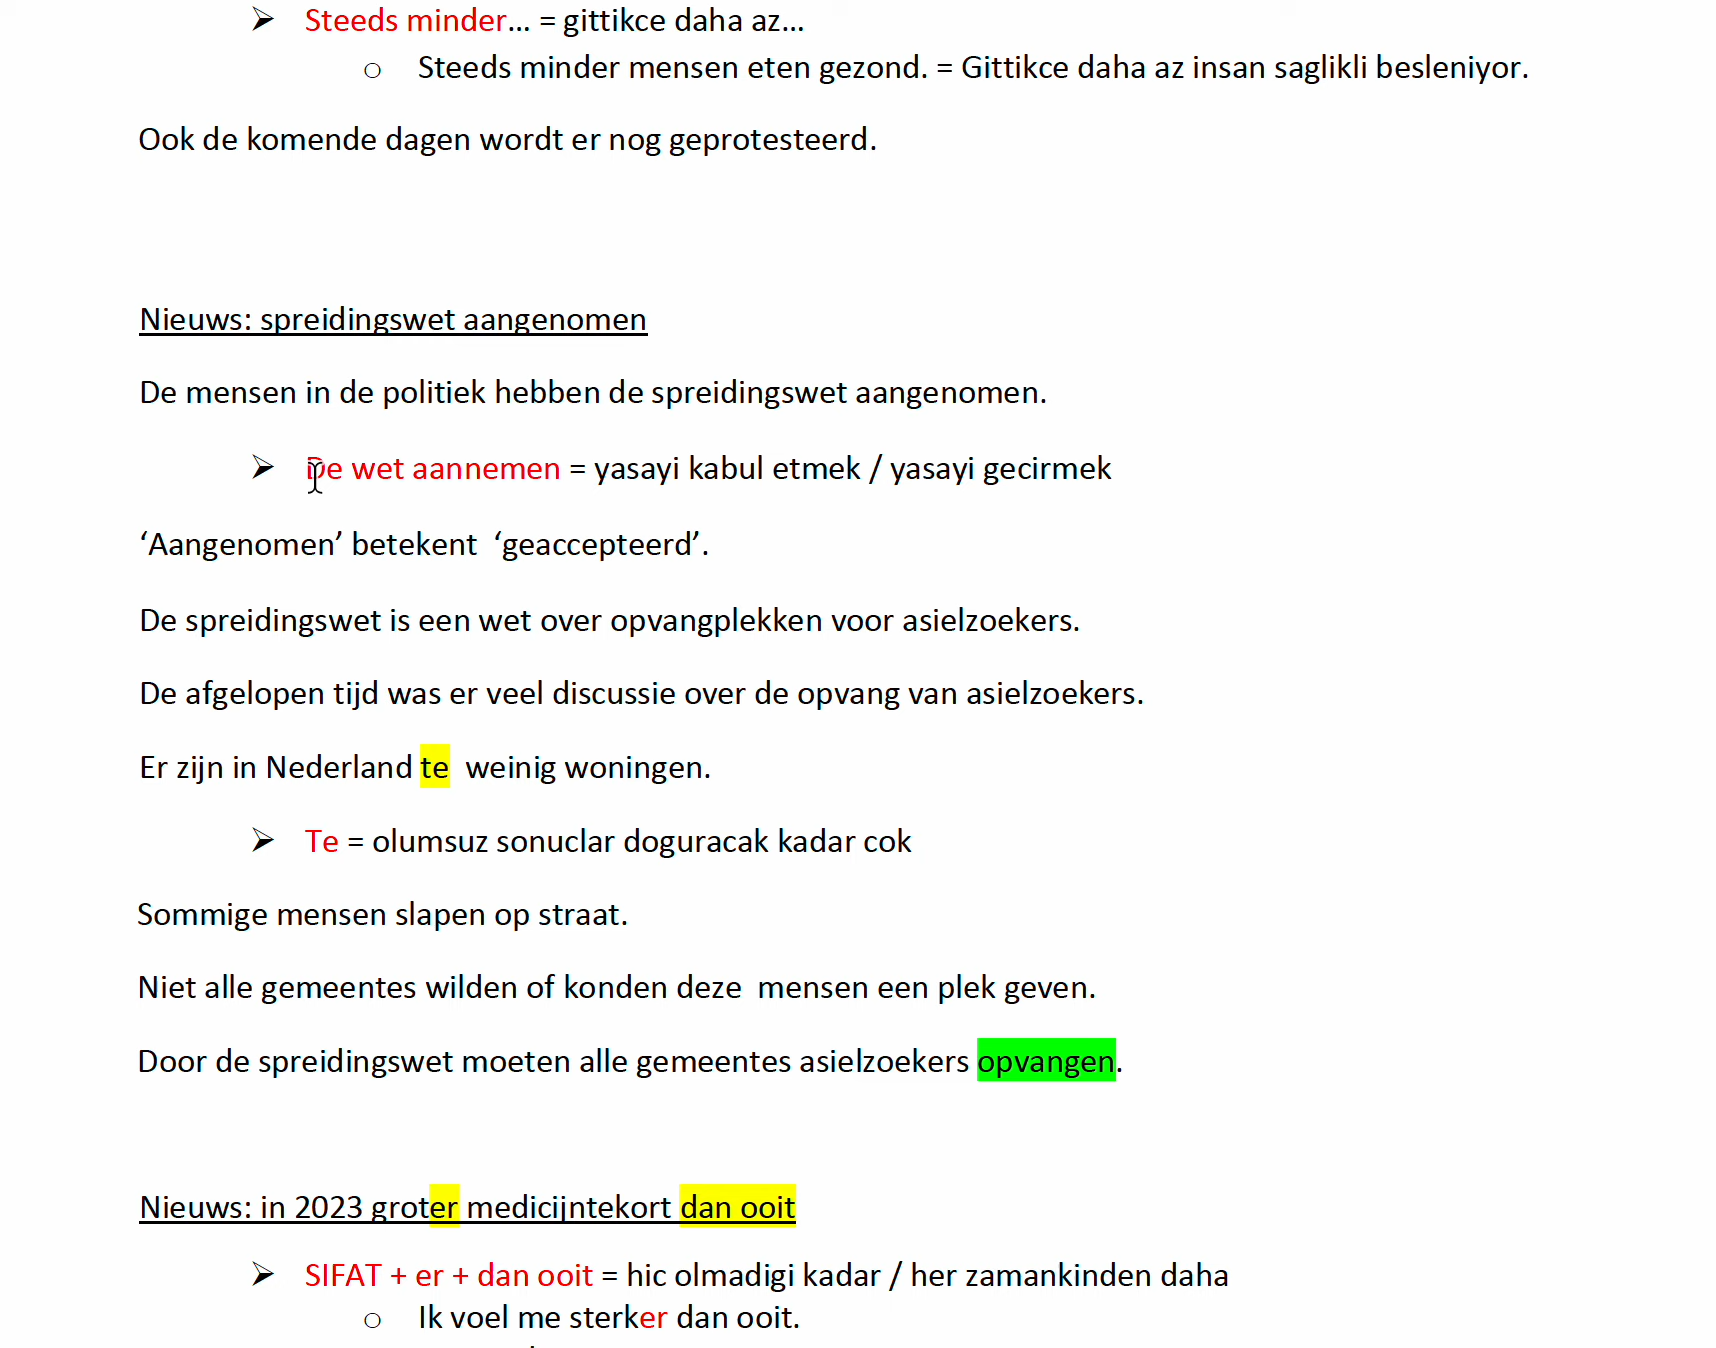 ➢ Steeds minder... = gittikce daha az...
o Steeds minder mensen eten gezond. = Gittikce daha az insan saglikli besleniyor.
Ook de komende dagen wordt er nog geprotesteerd.
Nieuws: spreidingswet aangenomen
De mensen in de politiek hebben de spreidingswet aangenomen.
➢ De wet aannemen = yasayi kabul etmek / yasayi gecirmek
‘Aangenomen’ betekent ‘geaccepteerd’.
De spreidingswet is een wet over opvangplekken voor asielzoekers.
De afgelopen tijd was er veel discussie over de opvang van asielzoekers.
Er zijn in Nederland te weinig woningen.
➢ Te = olumsuz sonuclar doguracak kadar cok
Sommige mensen slapen op straat.
Niet alle gemeentes wilden of konden deze mensen een plek geven.
Door de spreidingswet moeten alle gemeentes asielzoekers opvangen.
Nieuws: in 2023 groter medicijntekort dan ooit
➢ SIFAT + er + dan ooit = hic olmadigi kadar / her zamankinden daha
o Ik voel me sterker dan ooit.